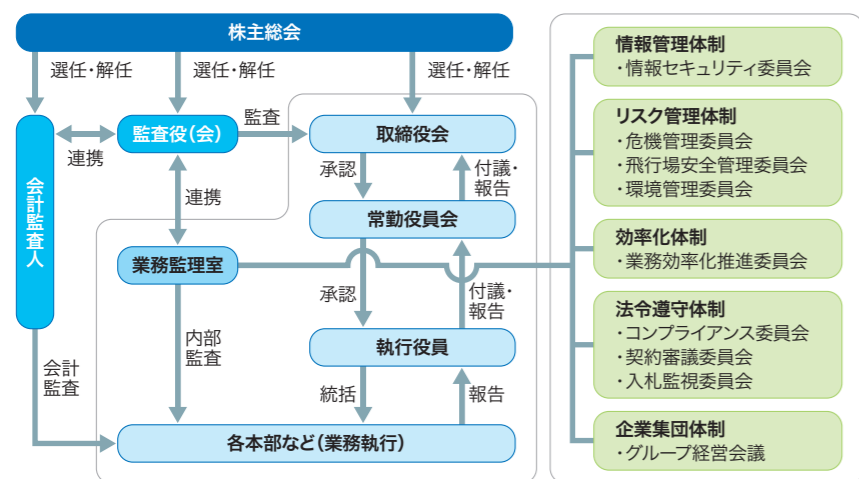 株主総会
選任・解任
選任・解任
選任・解任
会計監査人
監査役(会)
監査
取締役会
連携
連携
承認
付議・
報告
常勤役員会
業務監理室
承認
付議・
報告
内部
監査
執行役員
会計
監査
統括
報告
各本部など(業務執行)
情報管理体制
・情報セキュリティ委員会
リスク管理体制
・危機管理委員会
・飛行場安全管理委員会
・環境管理委員会
効率化体制
・業務効率化推進委員会
法令遵守体制
・コンプライアンス委員会
・契約審議委員会
・入札監視委員会
企業集団体制
・グループ経営会議